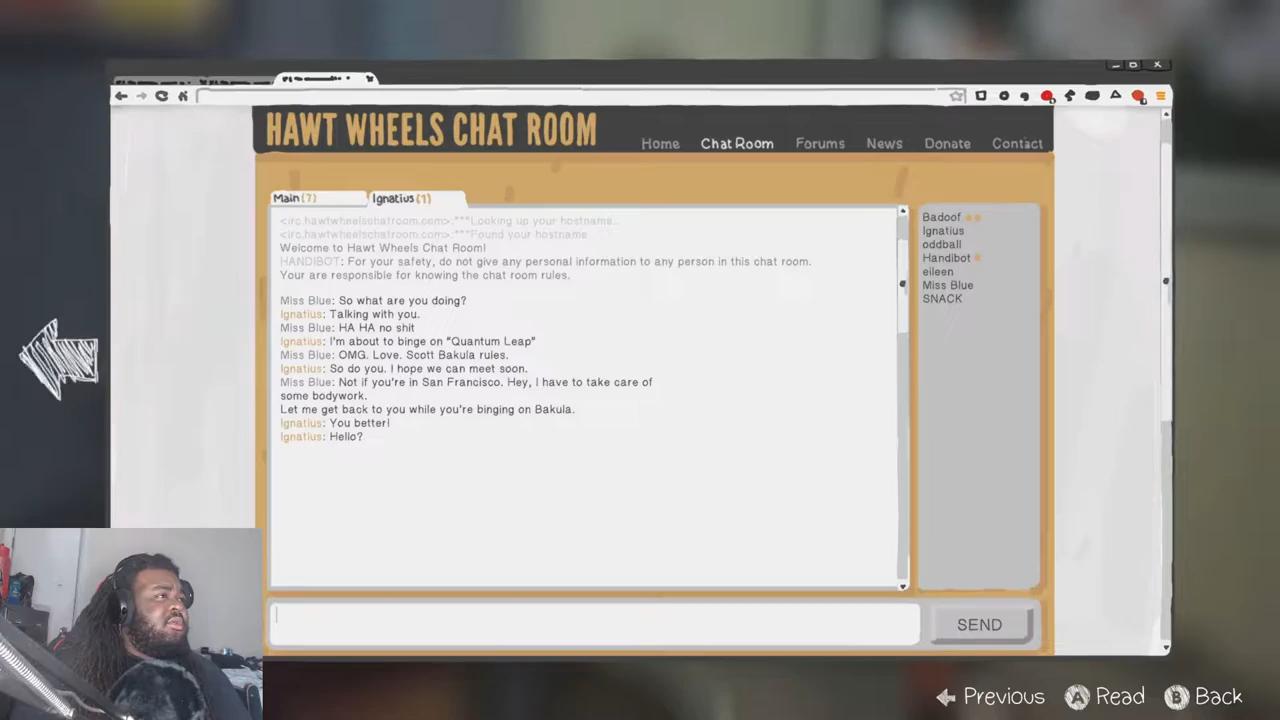 HAWT WHEELS CHAT ROOM
Home Chat Room Forums News Donate Contact
Main (7) Ignatius (1)
<irc.hawtwheelschatroom.com>:***Looking up your hostname..
<irc.hawtwheelschatroom.com>:***Found your hostname
Welcome to Hawt Wheels Chat Room!
HANDIBOT: For your safety, do not give any personal information to any person in this chat room.
Your are responsible for knowing the chat room rules.
Miss Blue: So what are you doing?
Ignatius: Talking with you.
Miss Blue: HA HA no shit
Ignatius: I'm about to binge on "Quantum Leap"
Miss Blue: OMG. Love. Scott Bakula rules.
Ignatius: So do you. I hope we can meet soon.
Miss Blue: Not if you're in San Francisco. Hey, I have to take care of
some bodywork.
Let me get back to you while you're binging on Bakula.
Ignatius: You better!
Ignatius: Hello?
Badoof
Ignatius
oddball
Handibot
eileen
Miss Blue
SNACK
SEND
Previous A Read B Back